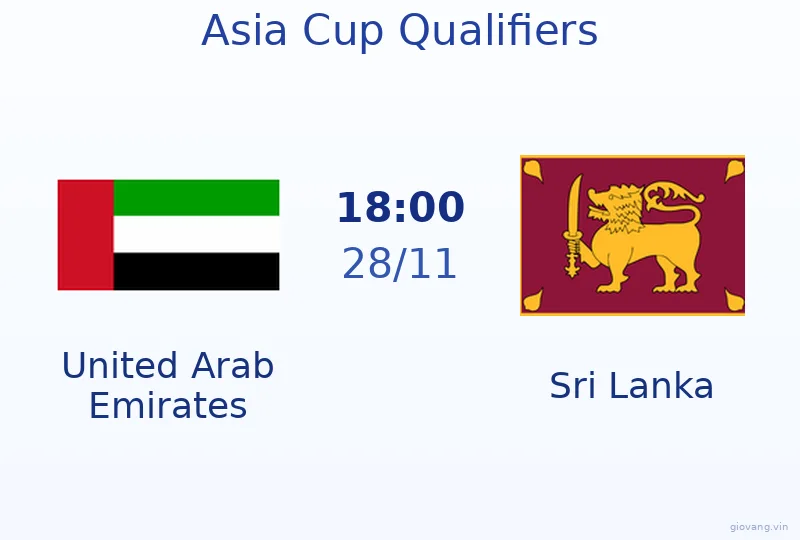 Asia Cup Qualifiers
18:00
28/11
United Arab
Emirates
Sri Lanka
giovang.vin